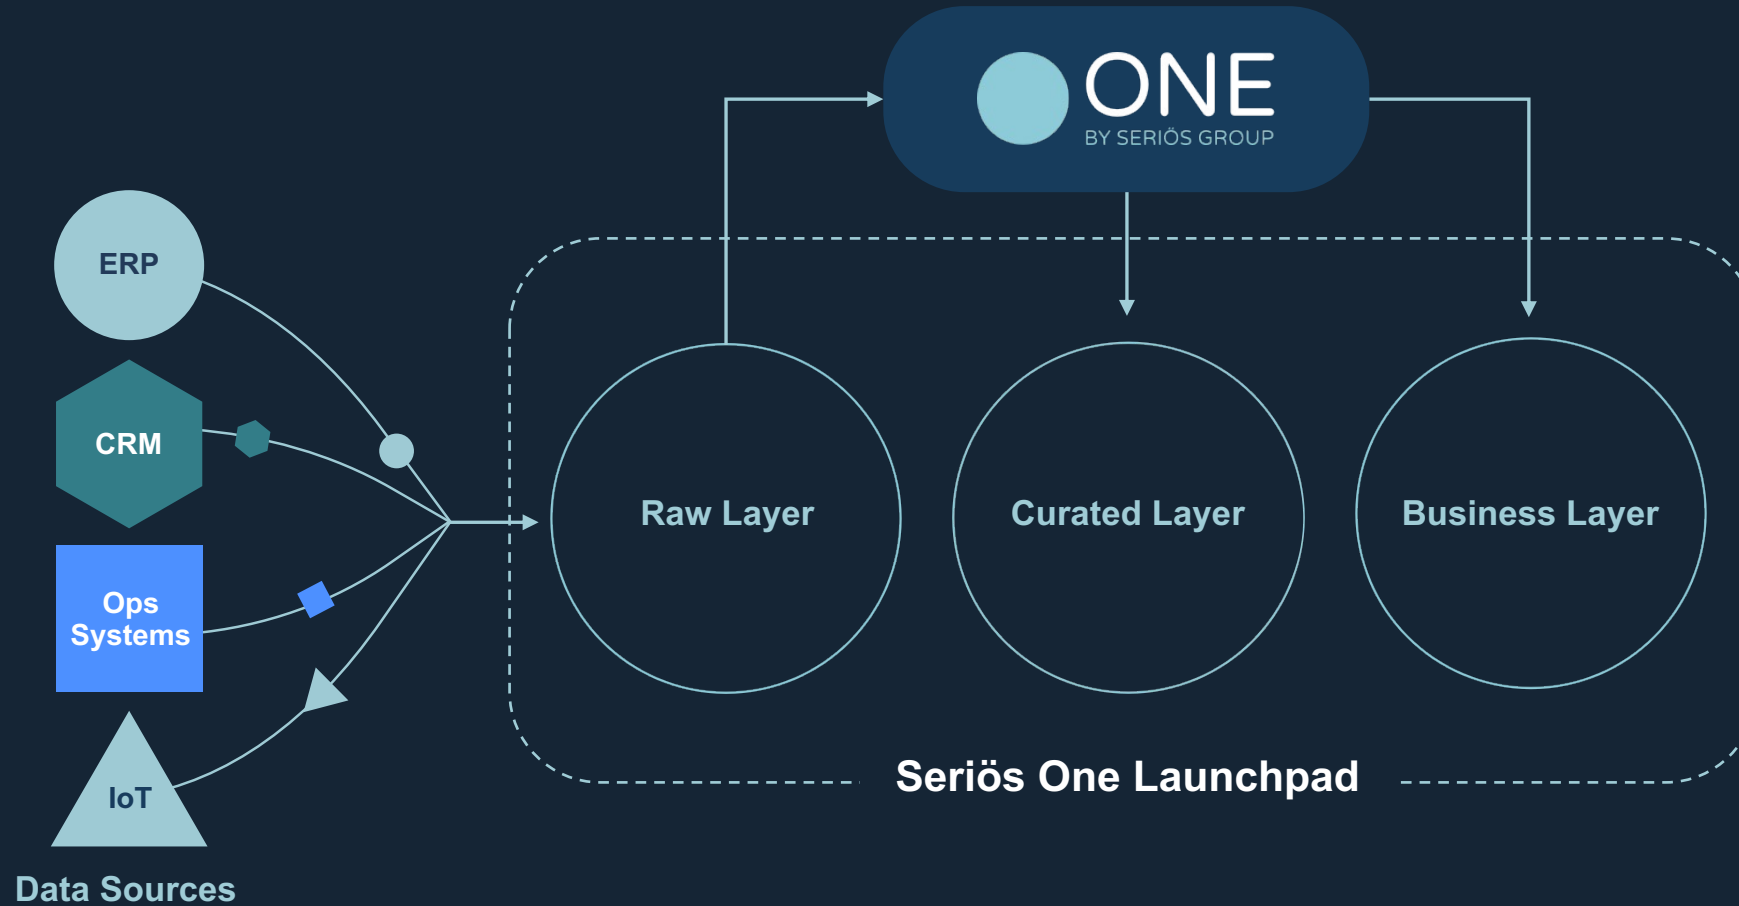 ONE
BY SERIÖS GROUP
ERP
CRM
Ops
Systems
IoT
Data Sources
Raw Layer
Curated Layer
Business Layer
Seriös One Launchpad